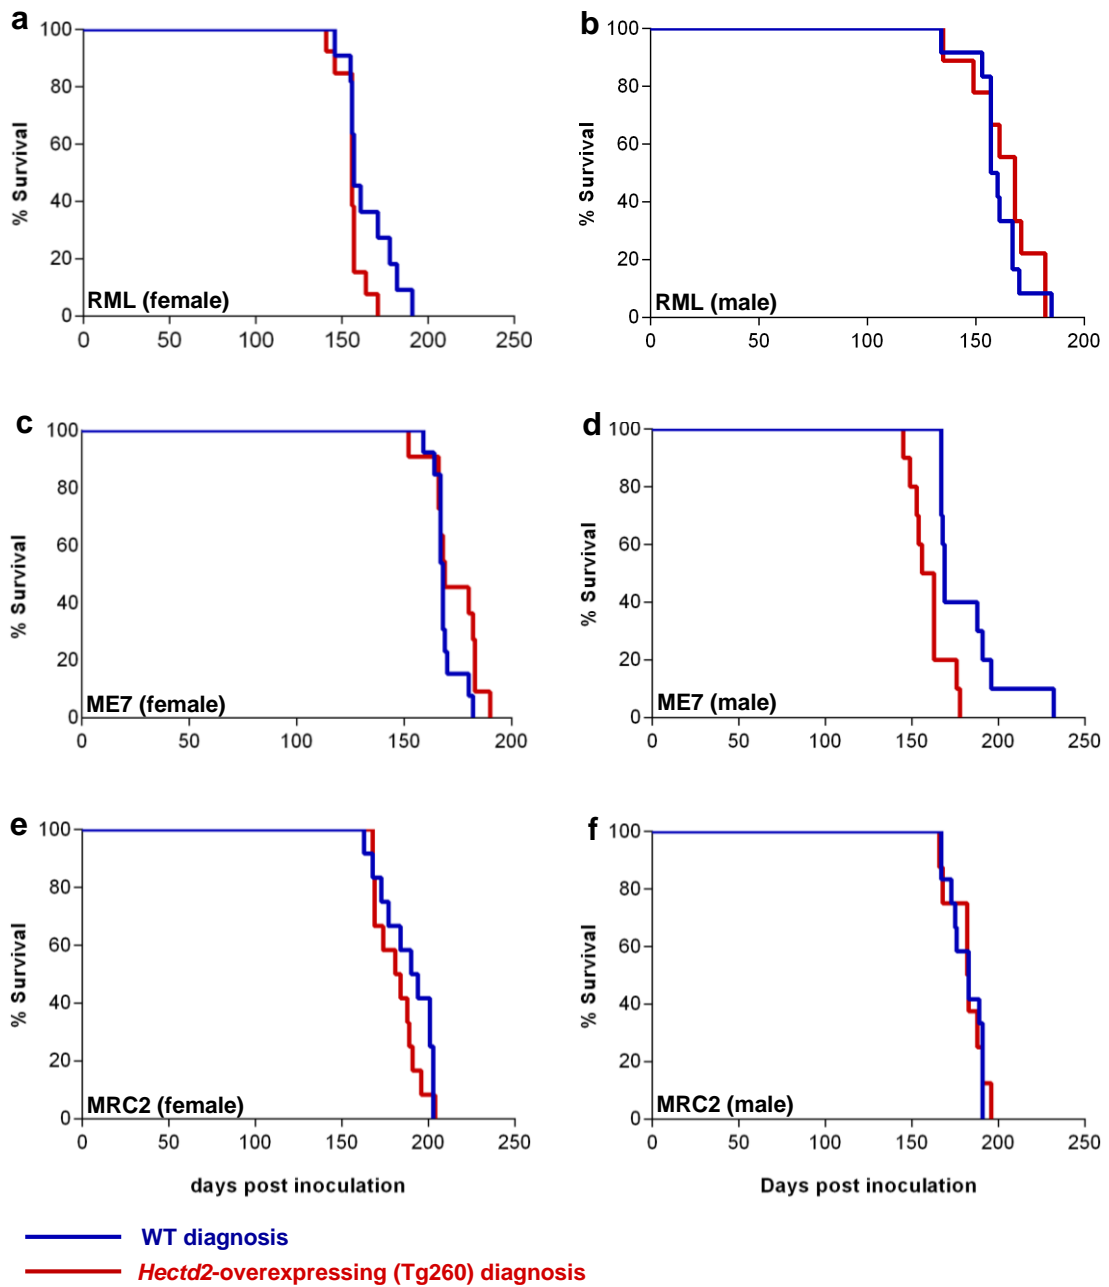 a
100
80
60
40
20
0
% Survival
RML (female)
0 50 100 150 200 250
b
100
80
60
40
20
0
% Survival
RML (male)
0 50 100 150 200
c
100
80
60
40
20
0
% Survival
ME7 (female)
0 50 100 150 200
d
100
80
60
40
20
0
% Survival
ME7 (male)
0 50 100 150 200 250
e
100
80
60
40
20
0
% Survival
MRC2 (female)
0 50 100 150 200 250
days post inoculation
f
100
80
60
40
20
0
% Survival
MRC2 (male)
0 50 100 150 200 250
Days post inoculation
WT diagnosis
Hectd2-overexpressing (Tg260) diagnosis